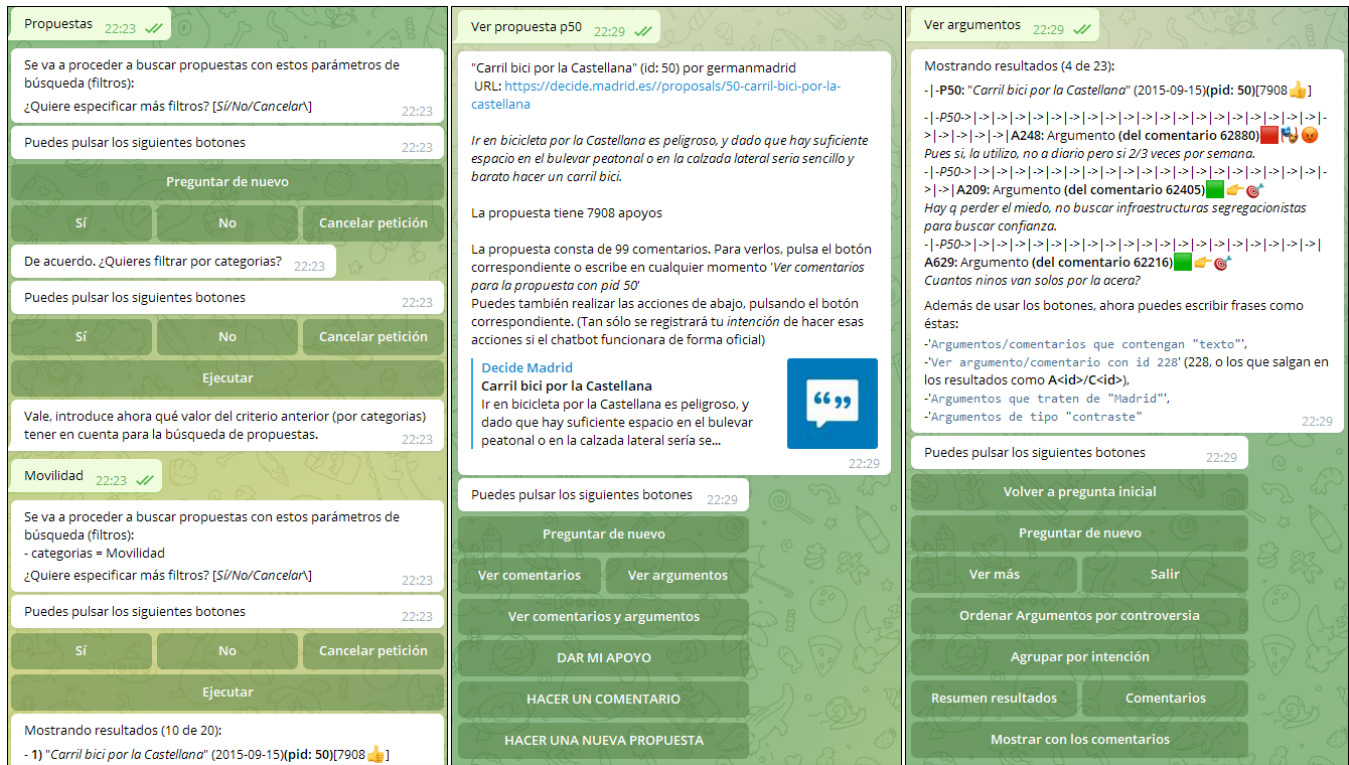 Propuestas 22:23
Se va a proceder a buscar propuestas con estos parámetros de
búsqueda (filtros):
¿Quiere especificar más filtros? [Sí/No/Cancelar\] 22:23
Puedes pulsar los siguientes botones 22:23
Preguntar de nuevo
Sí No Cancelar petición
De acuerdo. ¿Quieres filtrar por categorias? 22:23
Puedes pulsar los siguientes botones 22:23
Sí No Cancelar petición
Ejecutar
Vale, introduce ahora qué valor del criterio anterior (por categorias)
tener en cuenta para la búsqueda de propuestas. 22:23
Movilidad 22:23
Se va a proceder a buscar propuestas con estos parámetros de
búsqueda (filtros):
- categorias = Movilidad
¿Quiere especificar más filtros? [Sí/No/Cancelar\] 22:23
Puedes pulsar los siguientes botones 22:23
Sí No Cancelar petición
Ejecutar
Mostrando resultados (10 de 20):
- 1) "Carril bici por la Castellana" (2015-09-15)(pid: 50)[7908👍]
Ver propuesta p50 22:29
"Carril bici por la Castellana" (id: 50) por germanmadrid
URL: https://decide.madrid.es//proposals/50-carril-bici-por-la-
castellana
Ir en bicicleta por la Castellana es peligroso, y dado que hay suficiente
espacio en el bulevar peatonal o en la calzada lateral seria sencillo y
barato hacer un carril bici.
La propuesta tiene 7908 apoyos
La propuesta consta de 99 comentarios. Para verlos, pulsa el botón
correspondiente o escribe en cualquier momento 'Ver comentarios
para la propuesta con pid 50'
Puedes también realizar las acciones de abajo, pulsando el botón
correspondiente. (Tan sólo se registrará tu intención de hacer esas
acciones si el chatbot funcionara de forma oficial)
Decide Madrid
Carril bici por la Castellana
Ir en bicicleta por la Castellana es peligroso, y
dado que hay suficiente espacio en el bulevar
peatonal o en la calzada lateral sería se...
22:29
Puedes pulsar los siguientes botones 22:29
Preguntar de nuevo
Ver comentarios Ver argumentos
Ver comentarios y argumentos
DAR MI APOYO
HACER UN COMENTARIO
HACER UNA NUEVA PROPUESTA
Ver argumentos 22:29
Mostrando resultados (4 de 23):
-|-P50: "Carril bici por la Castellana" (2015-09-15)(pid: 50)[7908👍]
-|-P50->|->|->|->|->|->|->|->|->|->|->|->|->|->|->|->|->|->|->|-
>|->|->|->|->|A248: Argumento (del comentario 62880)🟥🎭😡
Pues si, la utilizo, no a diario pero si 2/3 veces por semana.
-|-P50->|->|->|->|->|->|->|->|->|->|->|->|->|->|->|->|->|->|->|-
>|->|A209: Argumento (del comentario 62405)🟩👉🎯
Hay q perder el miedo, no buscar infraestructuras segregacionistas
para buscar confianza.
-|-P50->|->|->|->|->|->|->|->|->|->|->|->|->|->|->|->|->|->|->|
A629: Argumento (del comentario 62216)🟩👉🎯
Cuantos ninos van solos por la acera?
Además de usar los botones, ahora puedes escribir frases como
éstas:
-'Argumentos/comentarios que contengan "texto"',
-'Ver argumento/comentario con id 228' (228, o los que salgan en
los resultados como A<id>/C<id>),
-'Argumentos que traten de "Madrid"',
-'Argumentos de tipo "contraste"
22:29
Puedes pulsar los siguientes botones 22:29
Volver a pregunta inicial
Preguntar de nuevo
Ver más Salir
Ordenar Argumentos por controversia
Agrupar por intención
Resumen resultados Comentarios
Mostrar con los comentarios